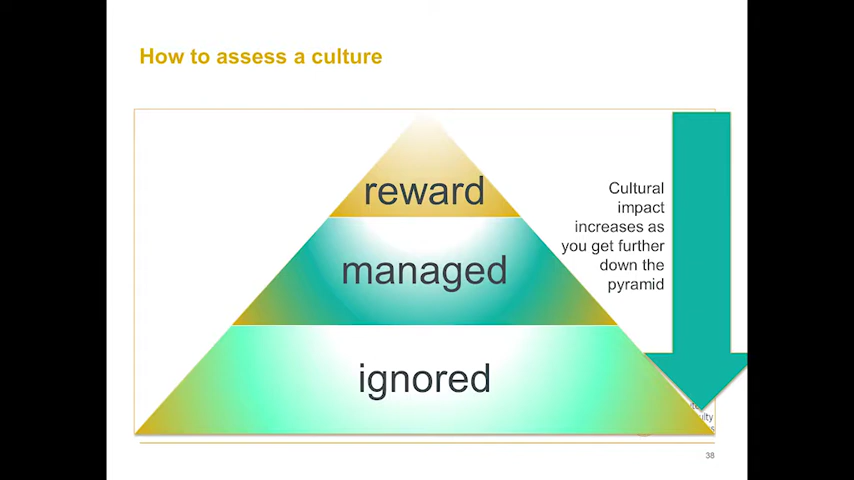 How to assess a culture
reward
managed
ignored
Cultural
impact
increases as
you get further
down the
pyramid
38